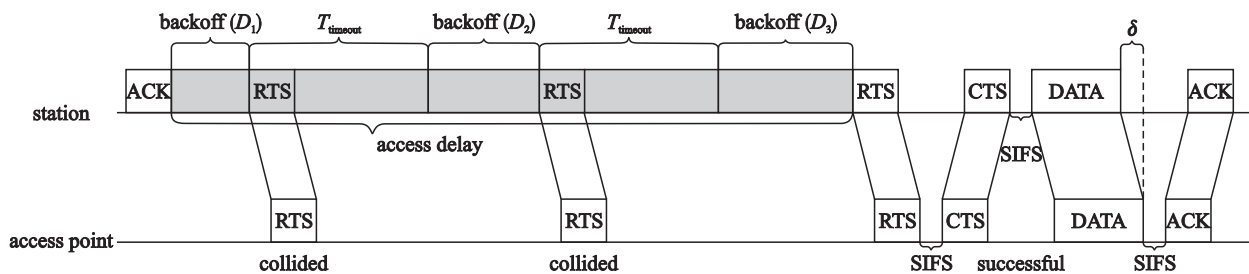 backoff (D1) Ttimeout backoff (D2) Ttimeout backoff (D3) δ
ACK RTS RTS RTS CTS DATA ACK
station
access delay SIFS
RTS RTS RTS CTS DATA ACK
access point
collided collided SIFS successful SIFS